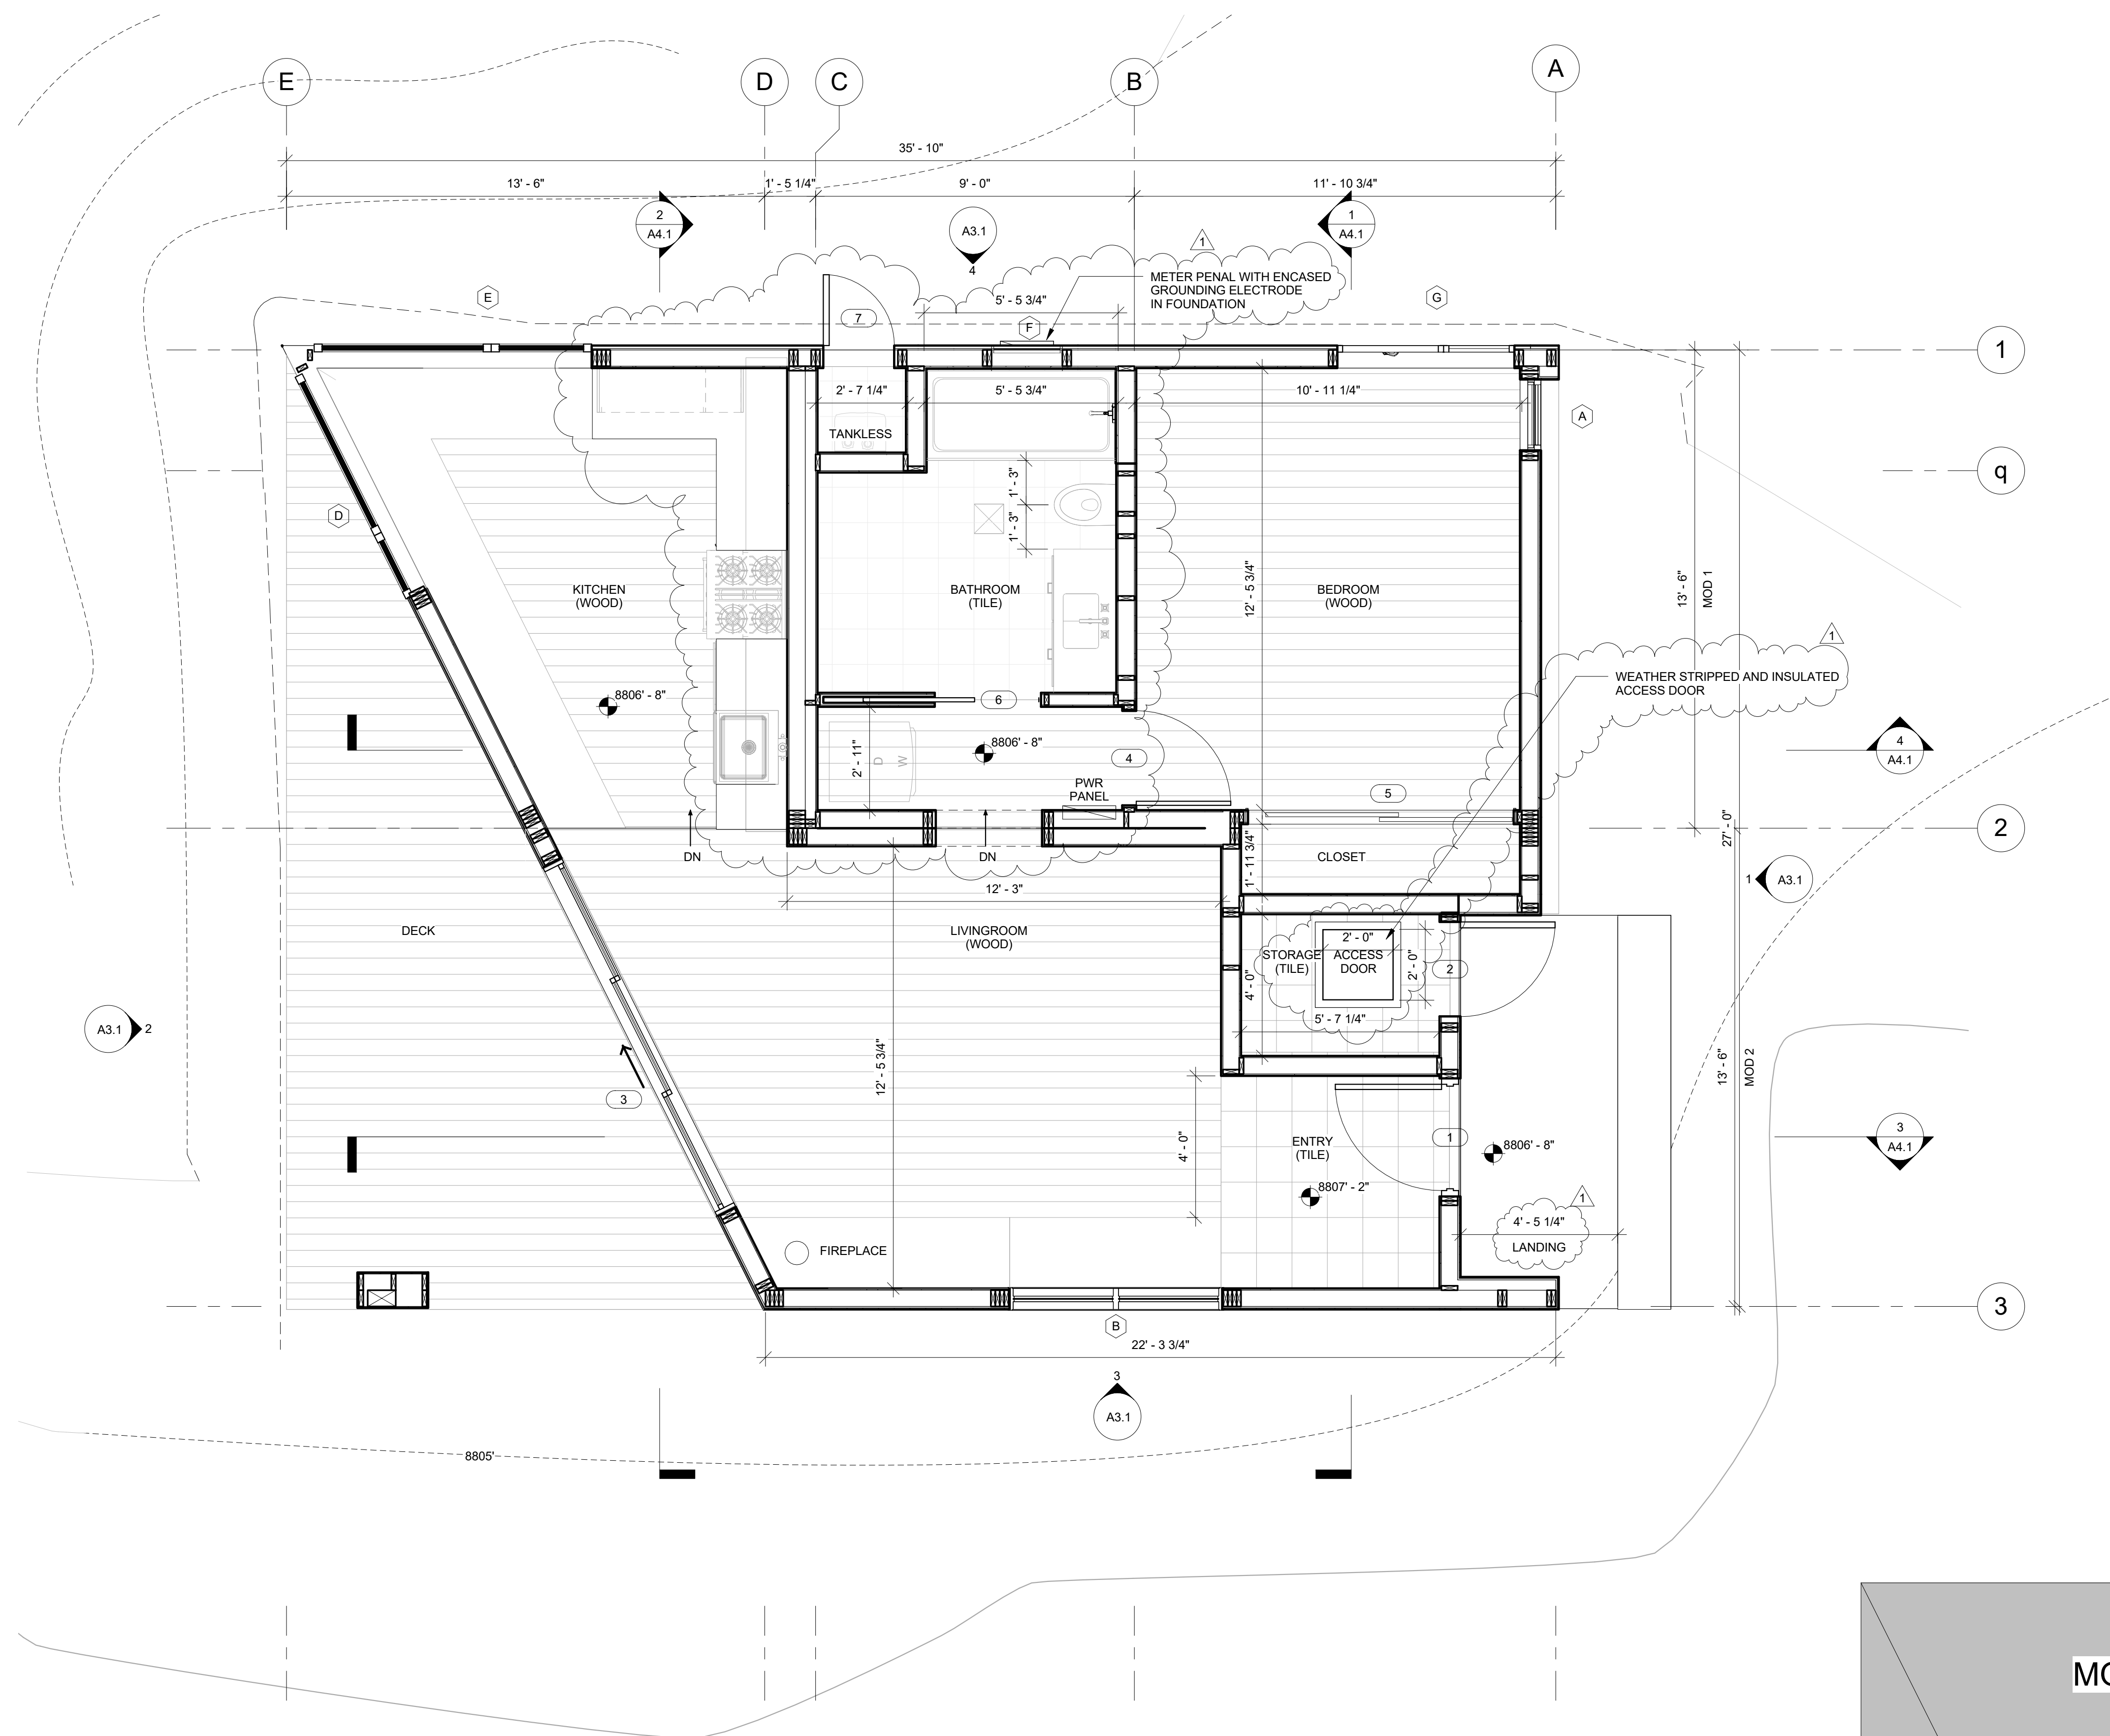 E
D
C
B
A
35' - 10"
13' - 6"
1' - 5 1/4"
9' - 0"
11' - 10 3/4"
2
A4.1
A3.1
4
1
1
A4.1
METER PENAL WITH ENCASED
GROUNDING ELECTRODE
IN FOUNDATION
E
G
5' - 5 3/4"
7
F
1
2' - 7 1/4"
5' - 5 3/4"
10' - 11 1/4"
A
TANKLESS
q
1' - 3"
D
1' - 3"
KITCHEN
(WOOD)
BATHROOM
(TILE)
12' - 5 3/4"
BEDROOM
(WOOD)
13' - 6"
MOD 1
1
WEATHER STRIPPED AND INSULATED
ACCESS DOOR
8806' - 8"
6
8806' - 8"
4
2' - 11"
D
W
4
A4.1
PWR
PANEL
5
2
27' - 0"
DN
DN
1' - 11 3/4"
CLOSET
12' - 3"
1
A3.1
DECK
LIVINGROOM
(WOOD)
2' - 0"
STORAGE
(TILE)
ACCESS
DOOR
2' - 0"
2
4' - 0"
5' - 7 1/4"
A3.1
2
12' - 5 3/4"
13' - 6"
MOD 2
3
4' - 0"
ENTRY
(TILE)
1
8806' - 8"
3
A4.1
8807' - 2"
1
4' - 5 1/4"
LANDING
FIREPLACE
3
B
22' - 3 3/4"
3
A3.1
8805'